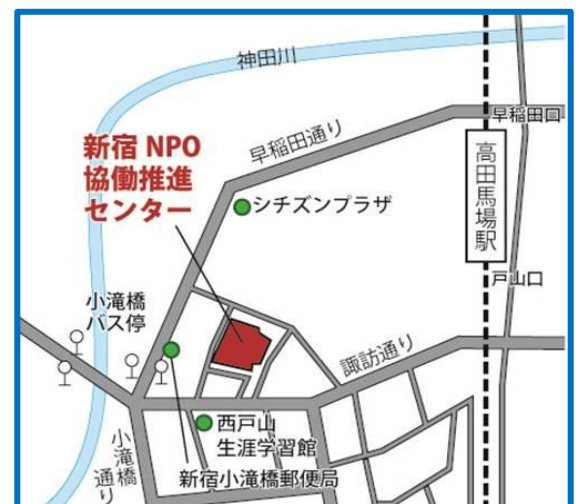 神田川
早稲田口
早稲田通り
新宿 NPO
協働推進
センター
高田馬場駅
シチズンプラザ
戸山口
小滝橋
バス停
諏訪通り
西戸山
生涯学習館
小滝橋
通り
新宿小滝橋郵便局